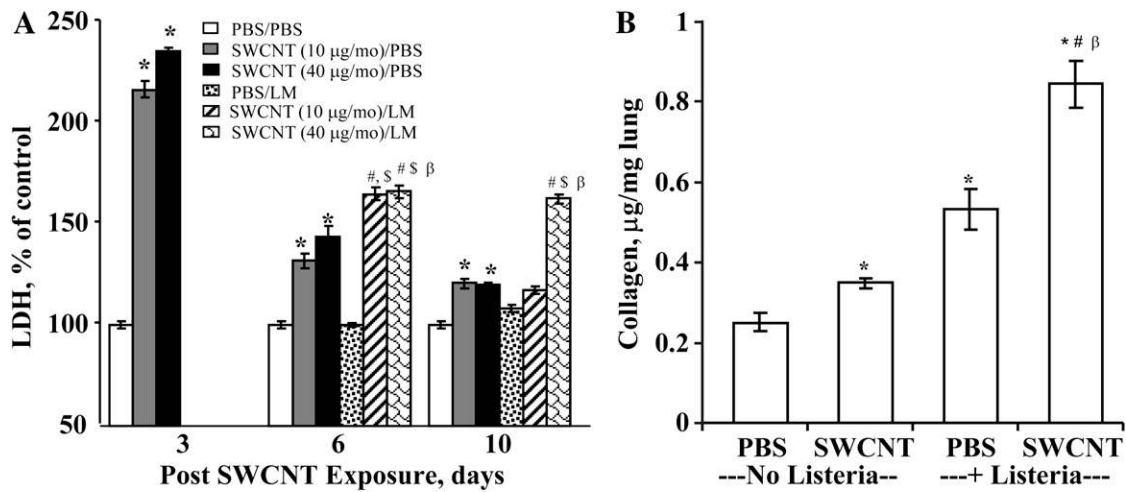 A
250
200
150
100
50
LDH, % of control
PBS/PBS
SWCNT (10 μg/mo)/PBS
SWCNT (40 μg/mo)/PBS
PBS/LM
SWCNT (10 μg/mo)/LM
SWCNT (40 μg/mo)/LM
* *
* *
#, $ # $ β
* *
# $ β
3 6 10
Post SWCNT Exposure, days
B
1
0.8
0.6
0.4
0.2
0
Collagen, μg/mg lung
*
*
* # β
PBS SWCNT PBS SWCNT
---No Listeria-- ---+ Listeria---